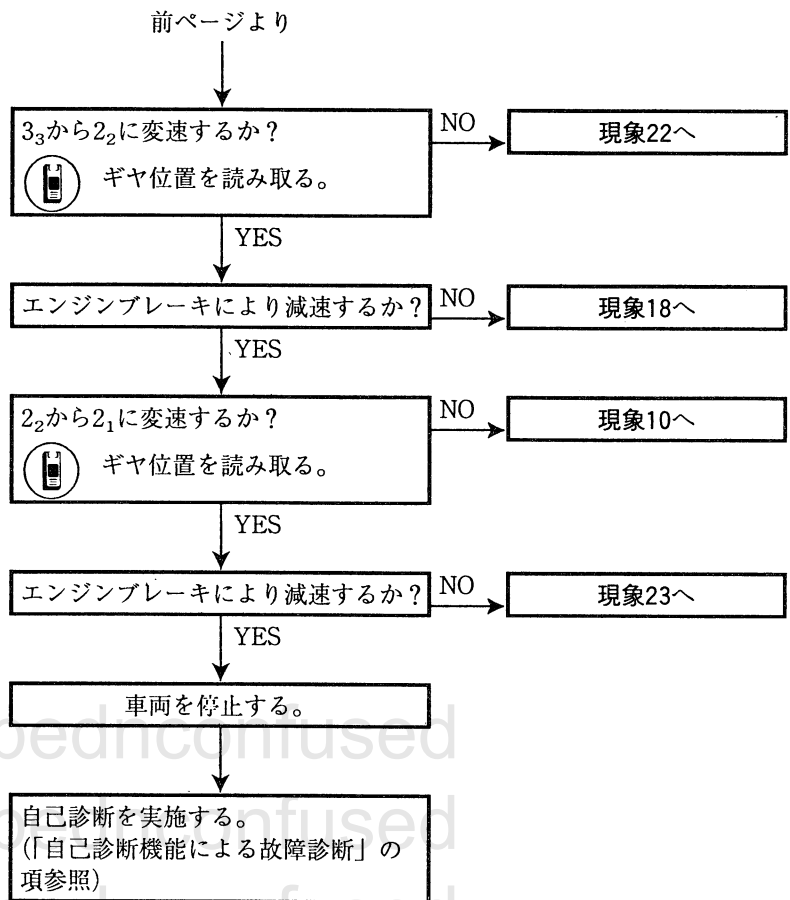 前ページより
3₃から2₂に変速するか？
NO
現象22へ
ギヤ位置を読み取る。
YES
エンジンブレーキにより減速するか？
NO
現象18へ
YES
2₂から2₁に変速するか？
NO
現象10へ
ギヤ位置を読み取る。
YES
エンジンブレーキにより減速するか？
NO
現象23へ
YES
車両を停止する。
bednconfused
自己診断を実施する。
(「自己診断機能による故障診断」の
項参照)
bednconfused
bednconfused